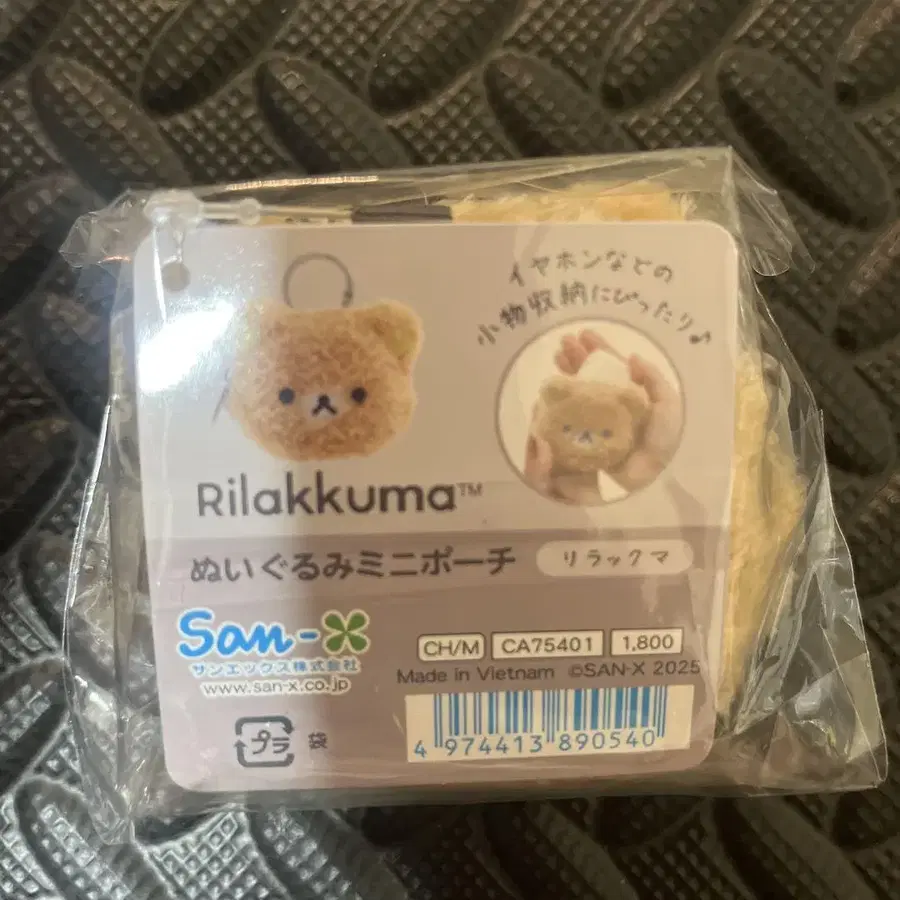 イヤホンなどの
小物収納にぴったり♪
Rilakkuma™
ぬいぐるみミニポーチ
リラックマ
San-X
サンエックス株式会社
www.san-x.co.jp
CH/M CA75401 1,800
Made in Vietnam ©SAN-X 2025
プラ 袋
4 974413 890540